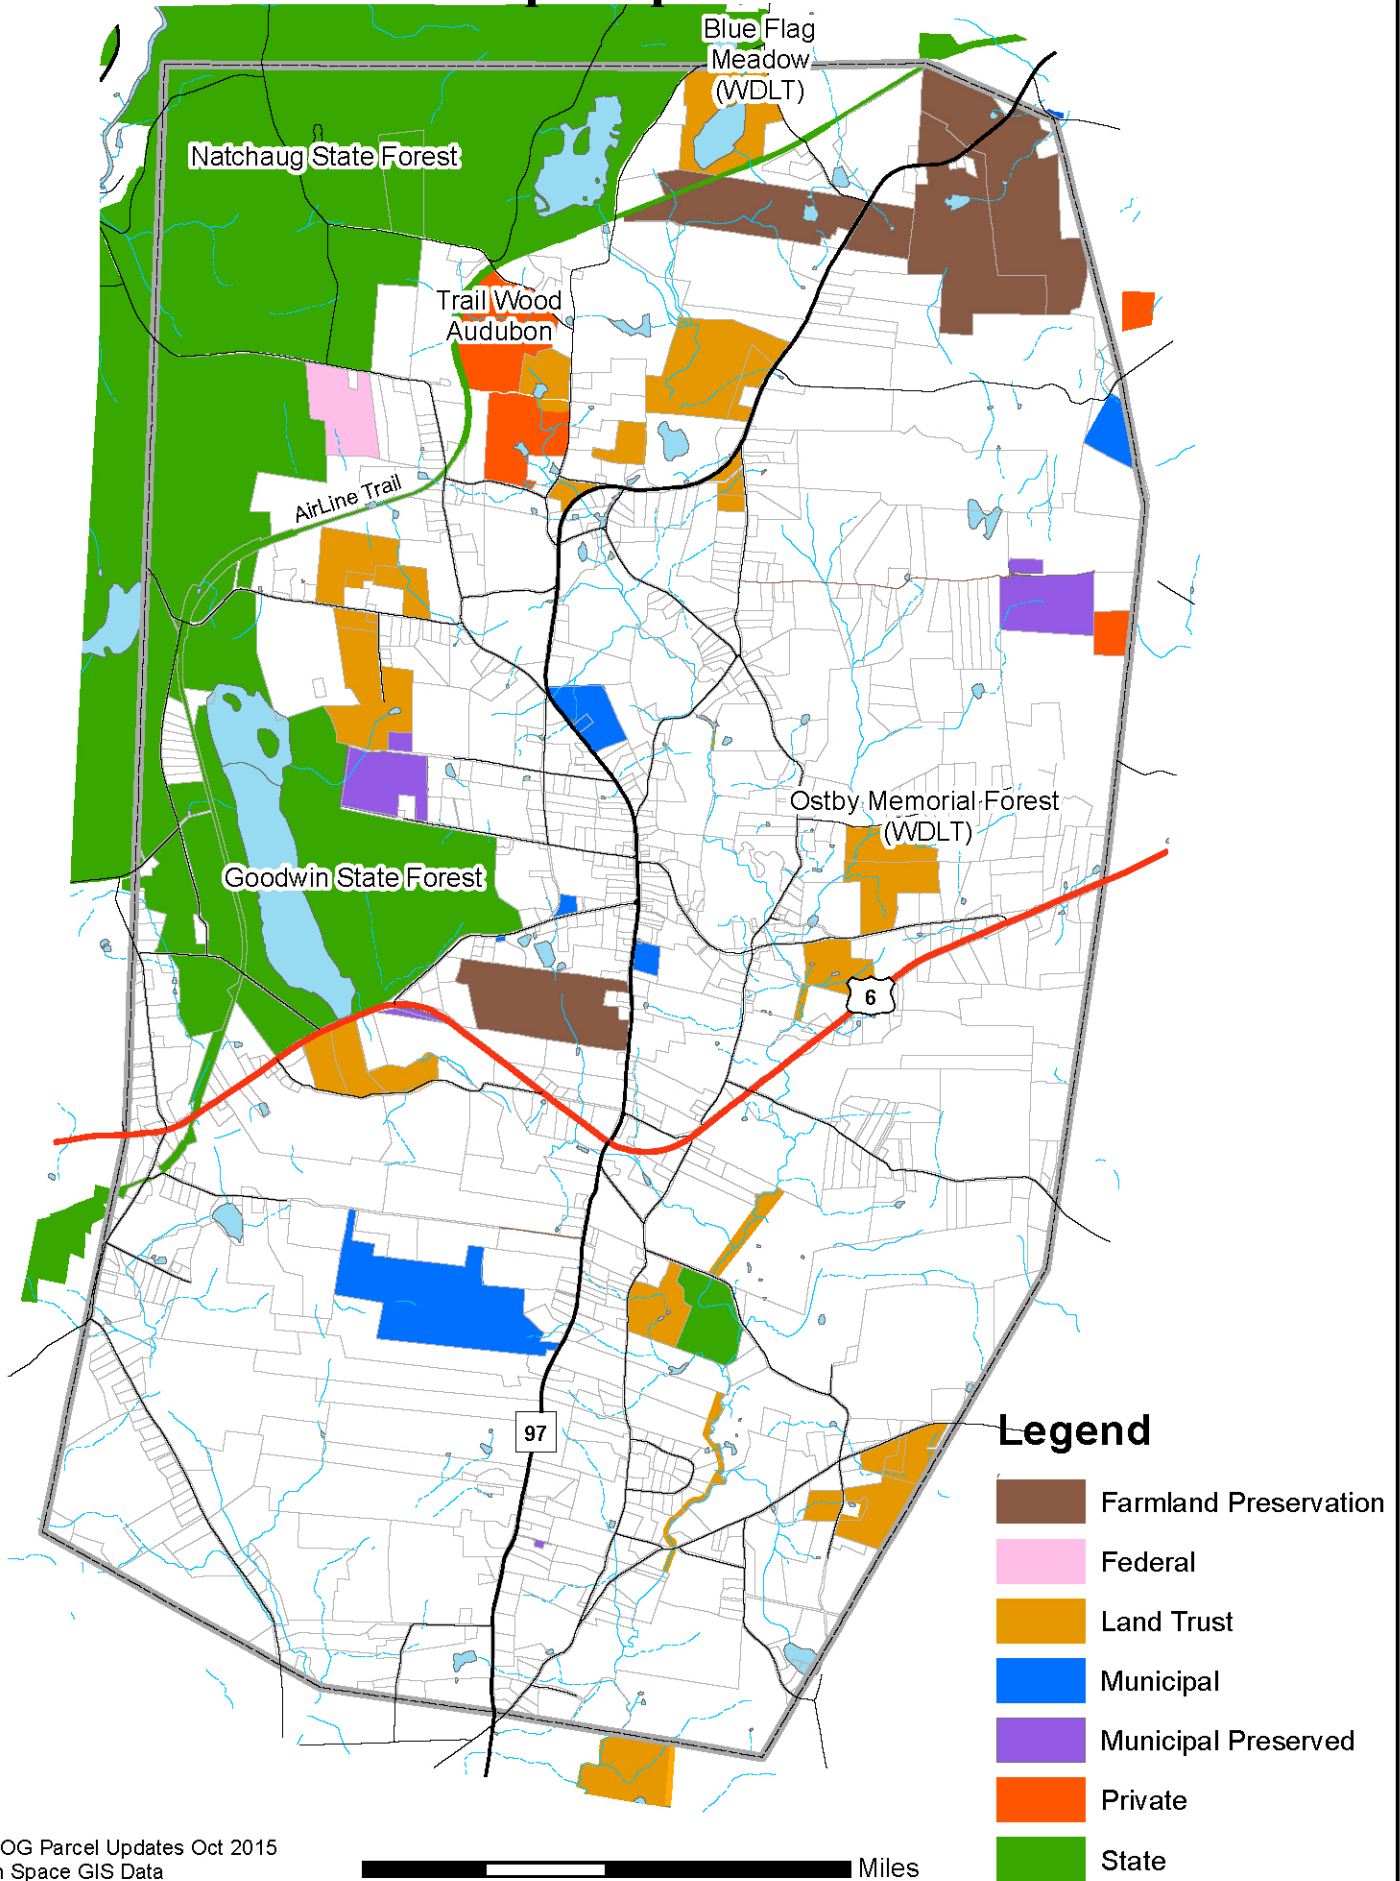 Blue Flag
Meadow
(WDLT)
Natchaug State Forest
Trail Wood
Audubon
AirLine Trail
Ostby Memorial Forest
(WDLT)
Goodwin State Forest
6
97
Legend
Farmland Preservation
Federal
Land Trust
Municipal
Municipal Preserved
Private
State
OG Parcel Updates Oct 2015
Space GIS Data
Miles